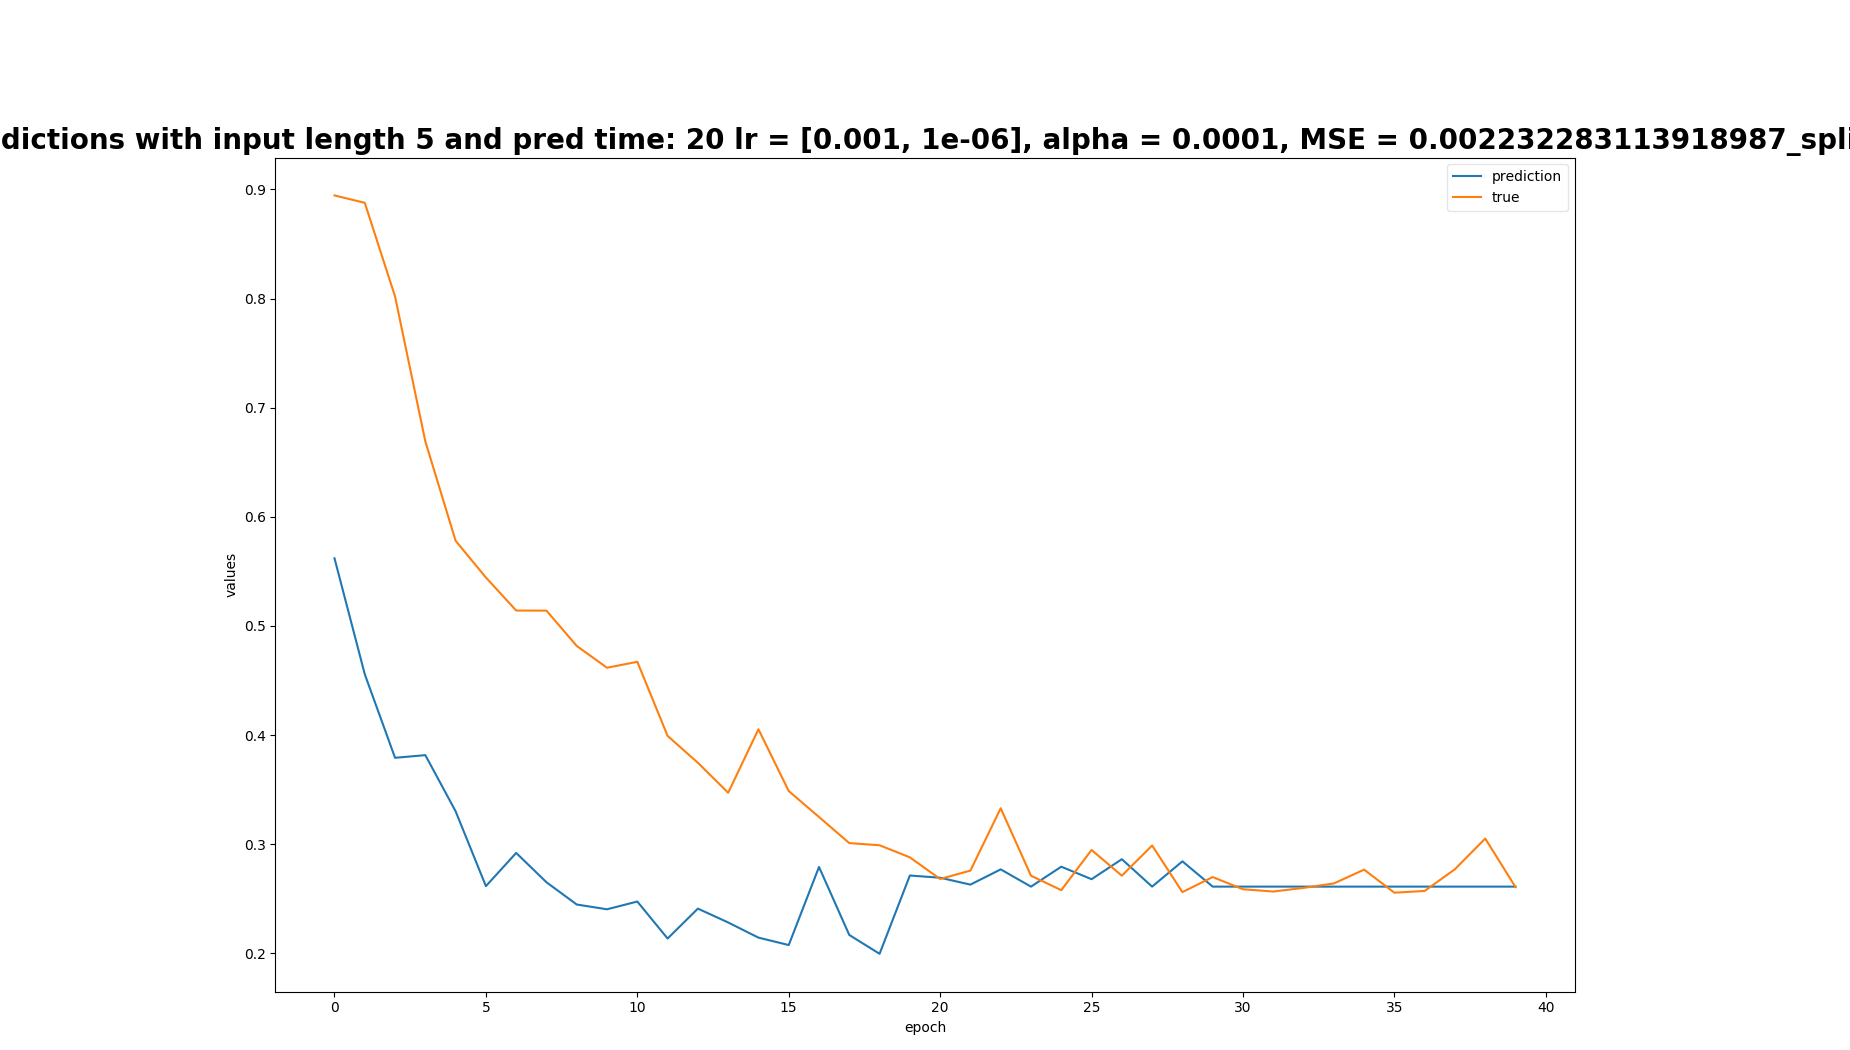 dictions with input length 5 and pred time: 20 lr = [0.001, 1e-06], alpha = 0.0001, MSE = 0.002232283113918987_spli
prediction
true
0.9
0.8
0.7
0.6
0.5
0.4
0.3
0.2
values
0 5 10 15 20 25 30 35 40
epoch